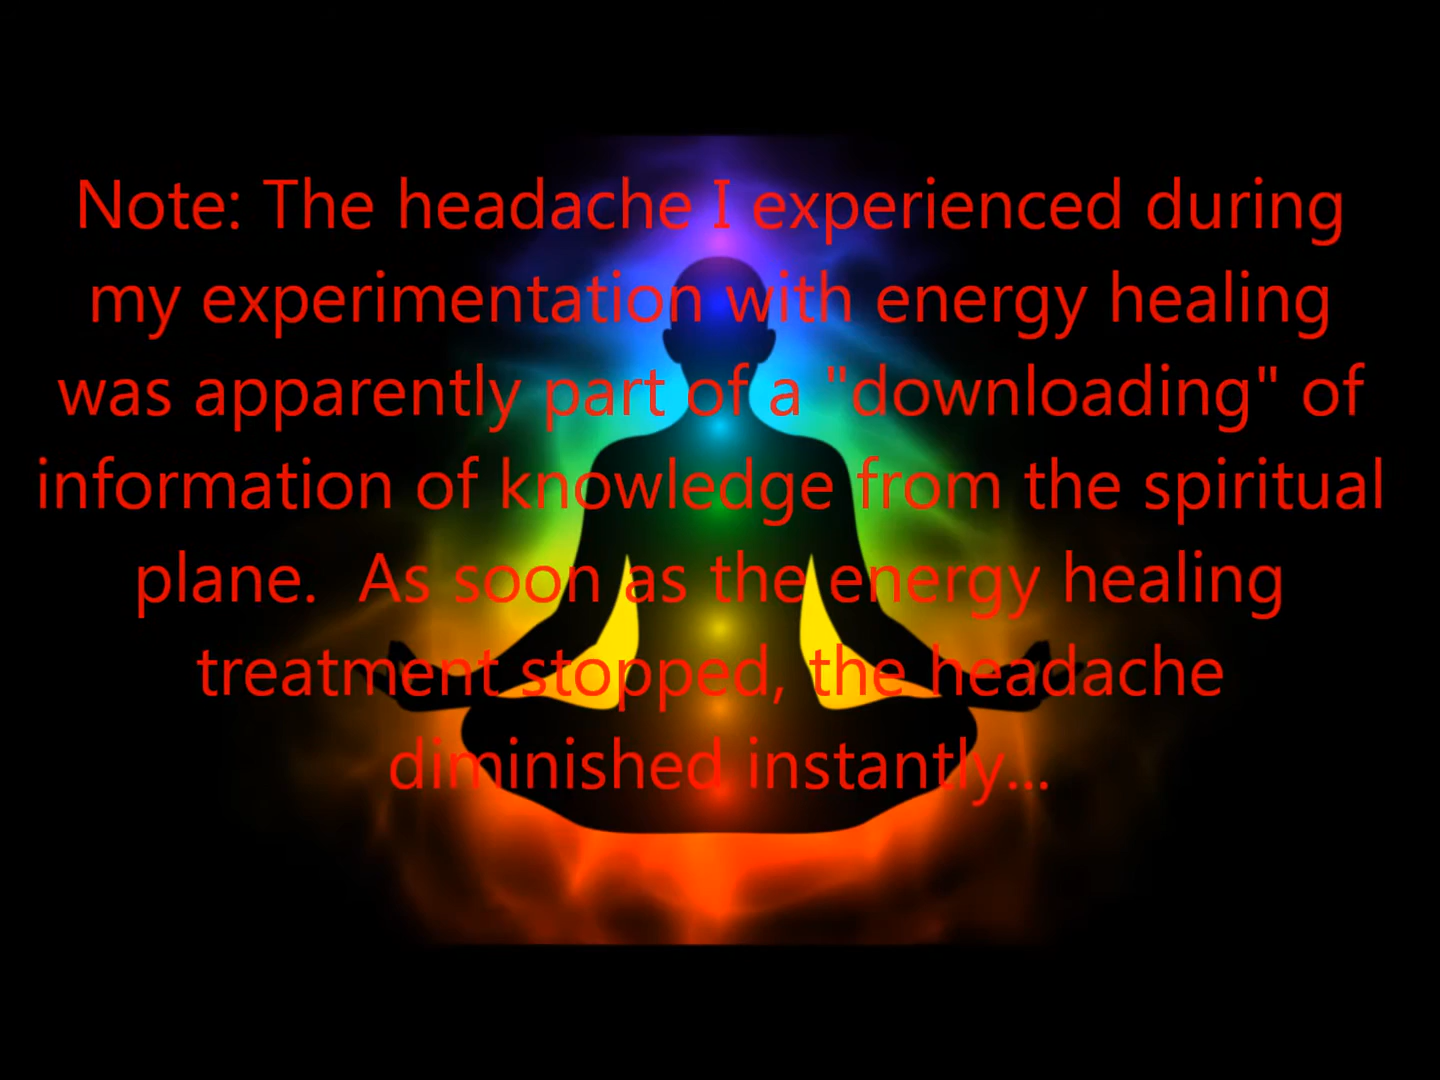 Note: The headache I experienced during
my experimentation with energy healing
was apparently part of a "downloading" of
information of knowledge from the spiritual
plane.  As soon as the energy healing
treatment stopped, the headache
diminished instantly...